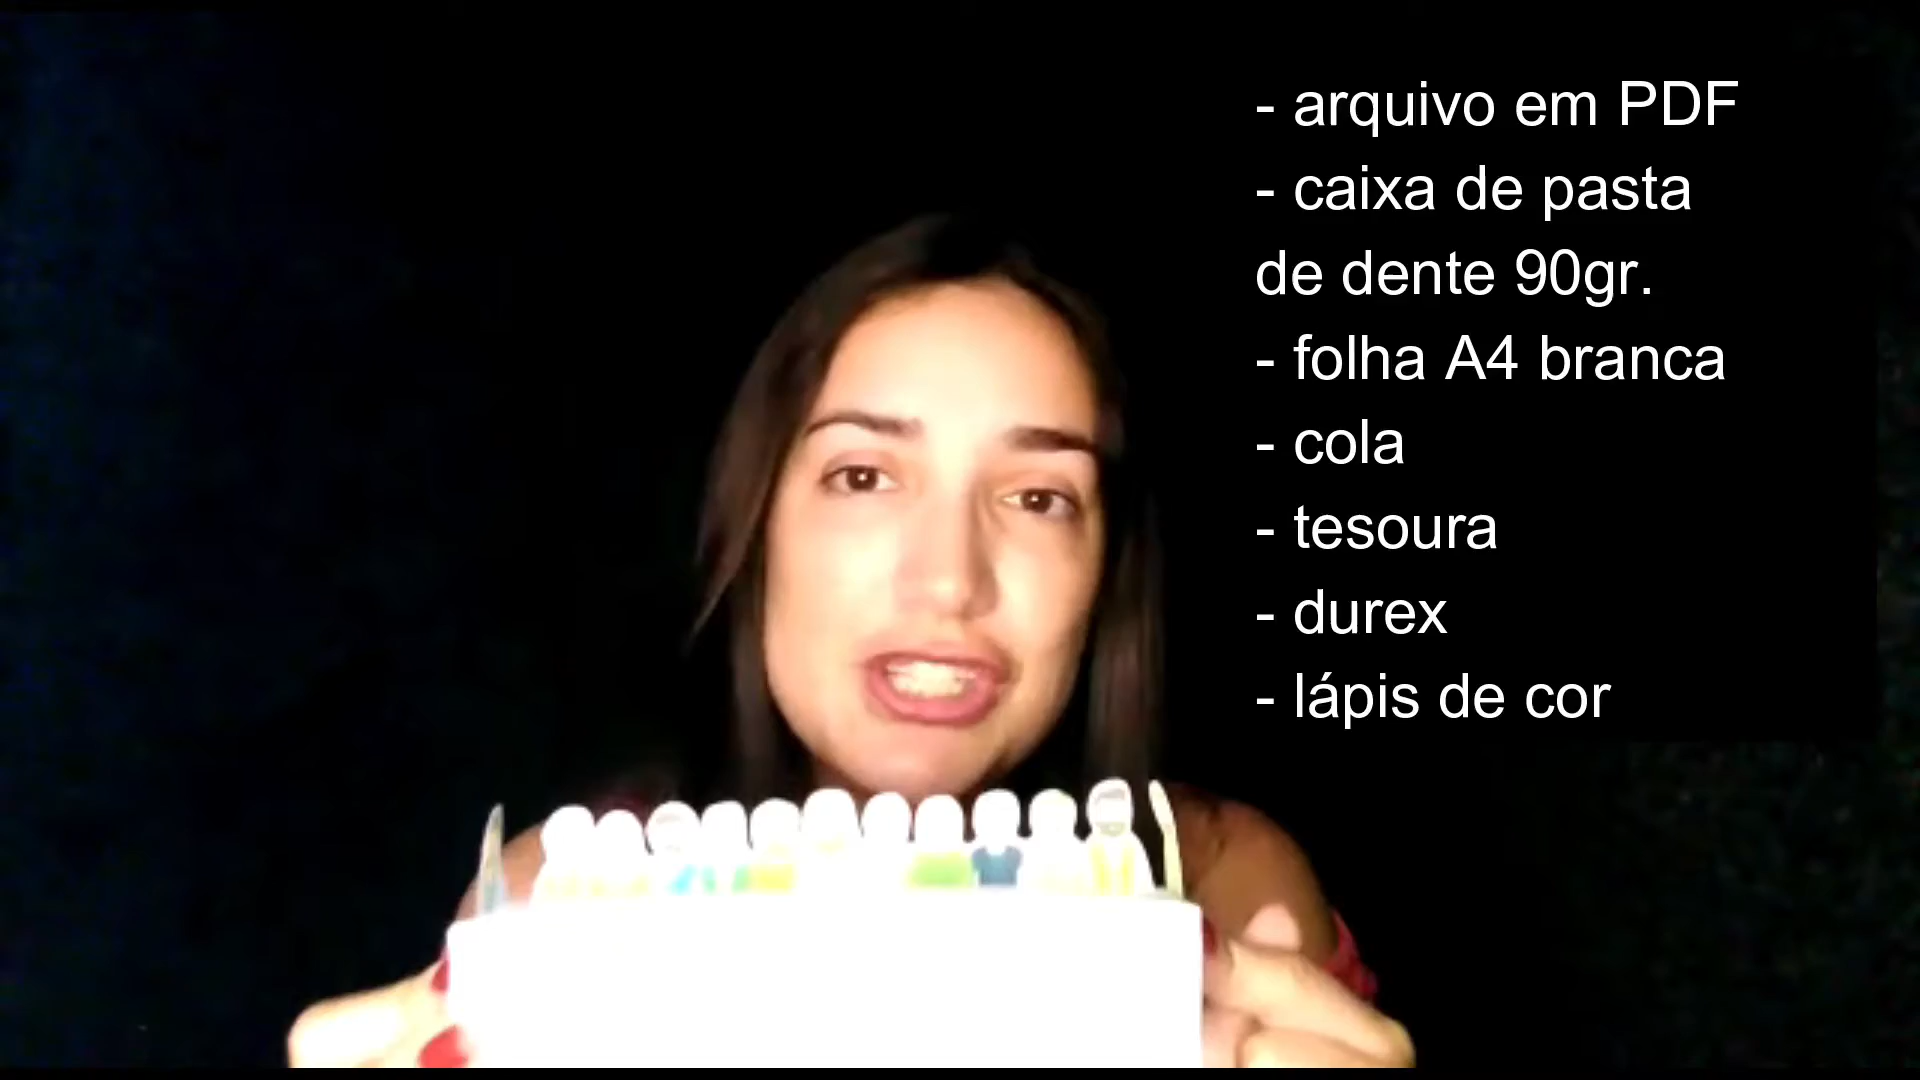 - arquivo em PDF
- caixa de pasta
de dente 90gr.
- folha A4 branca
- cola
- tesoura
- durex
- lápis de cor